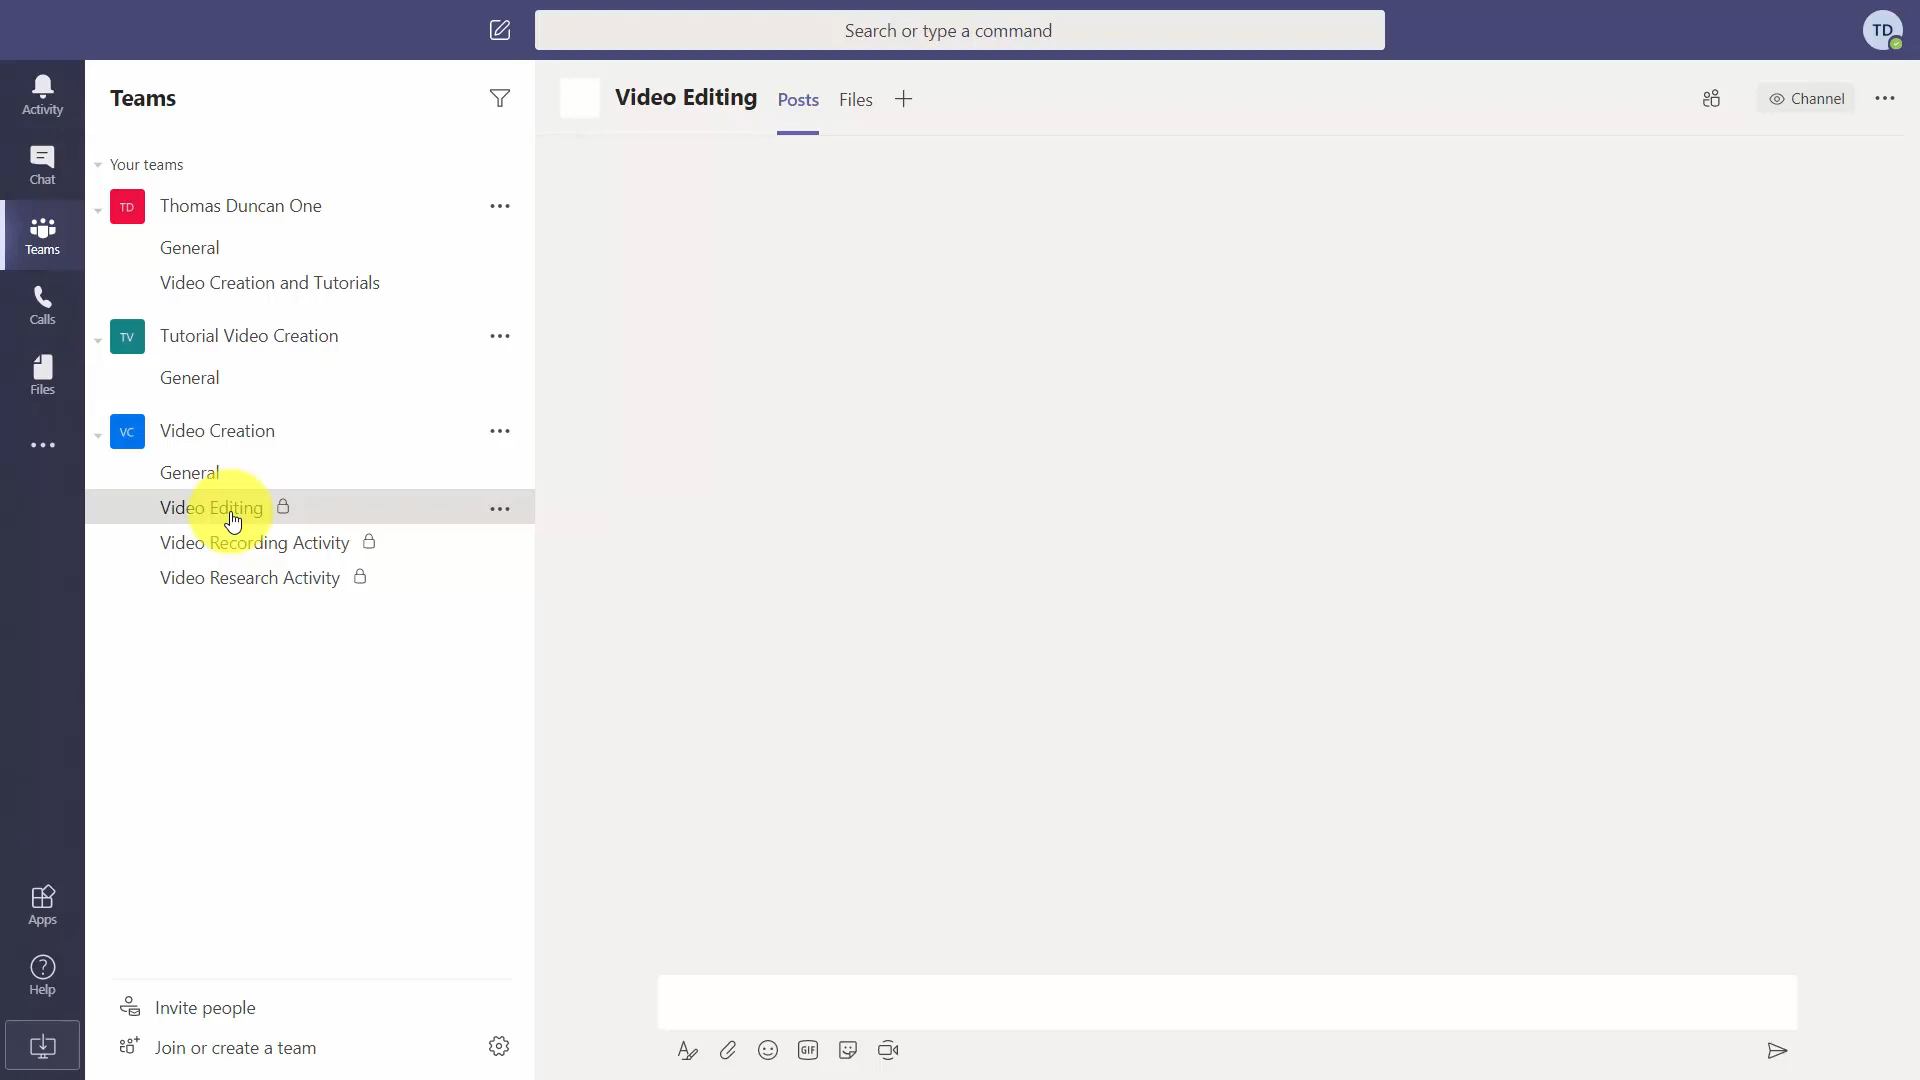 Search or type a command
TD
Activity
Chat
Teams
Calls
Files
Apps
Help
Teams
Your teams
TD Thomas Duncan One
General
Video Creation and Tutorials
TV Tutorial Video Creation
General
VC Video Creation
General
Video Editing
Video Recording Activity
Video Research Activity
Invite people
Join or create a team
Video Editing Posts Files
Channel
GIF